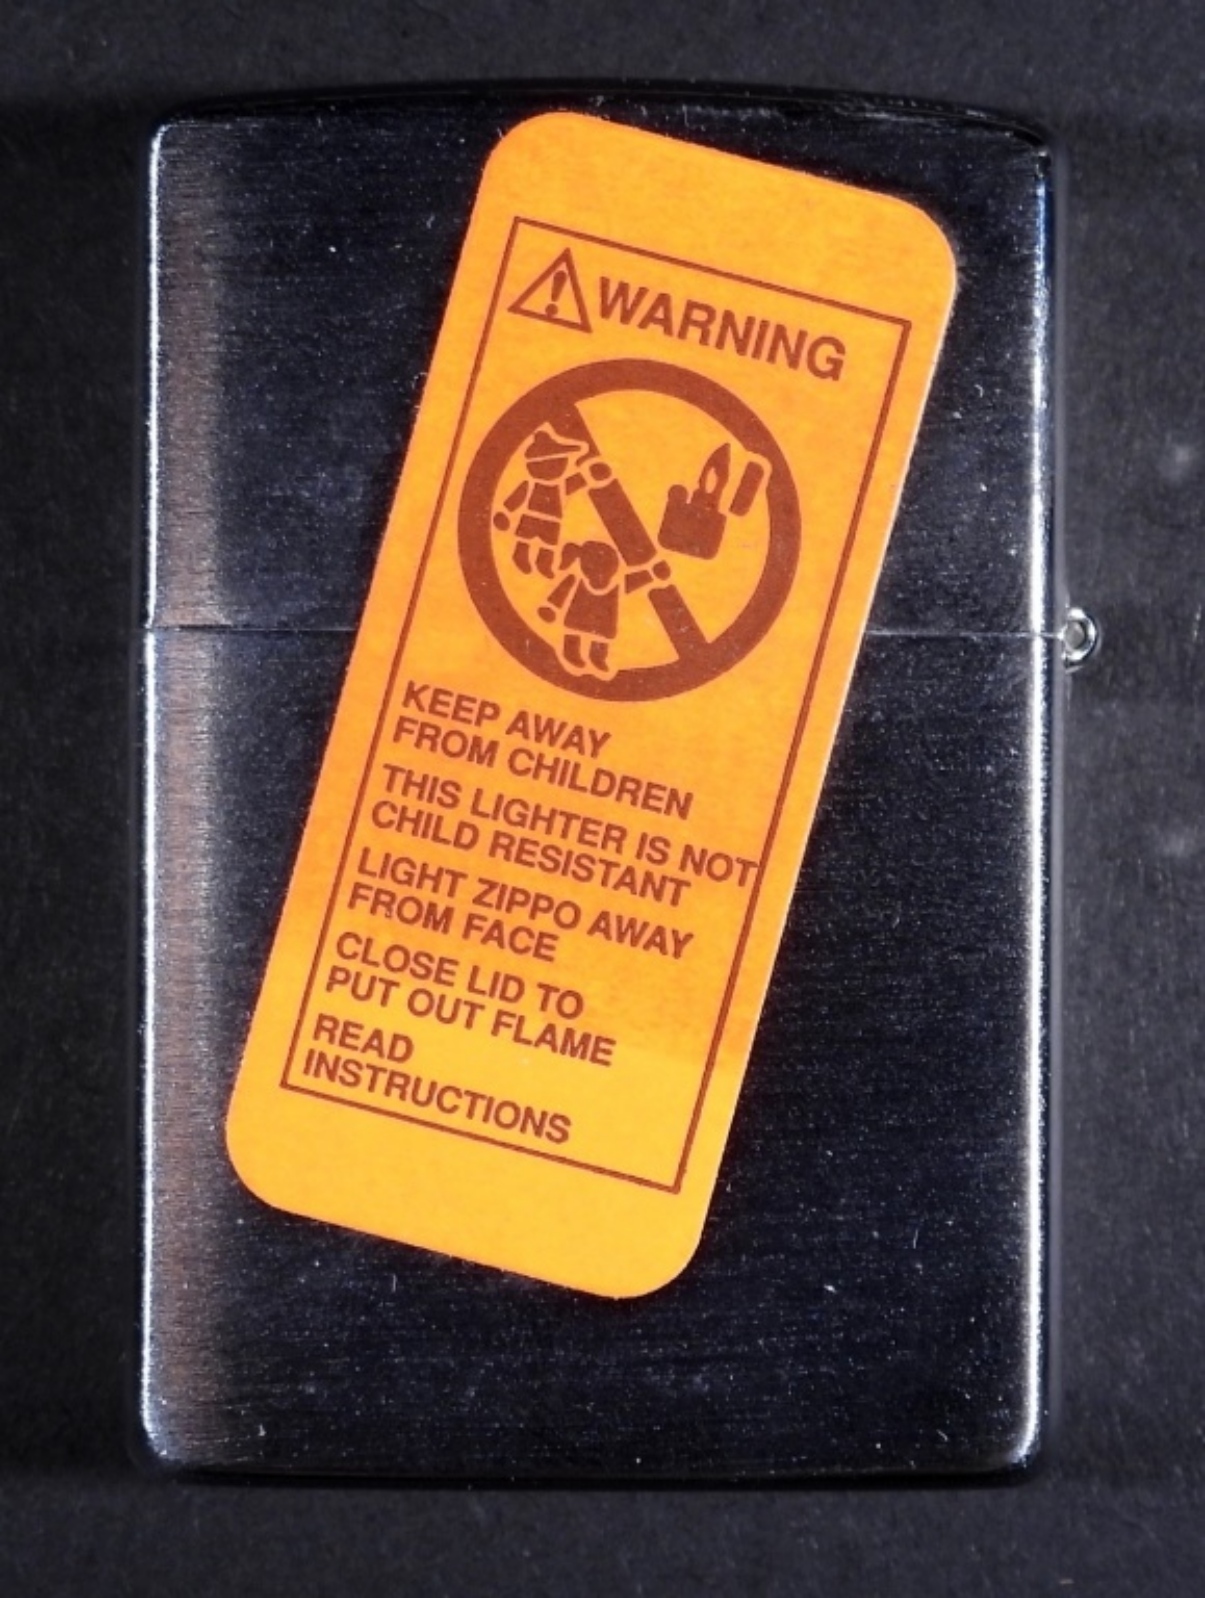 WARNING
KEEP AWAY
FROM CHILDREN
THIS LIGHTER IS NOT
CHILD RESISTANT
LIGHT ZIPPO AWAY
FROM FACE
CLOSE LID TO
PUT OUT FLAME
READ
INSTRUCTIONS